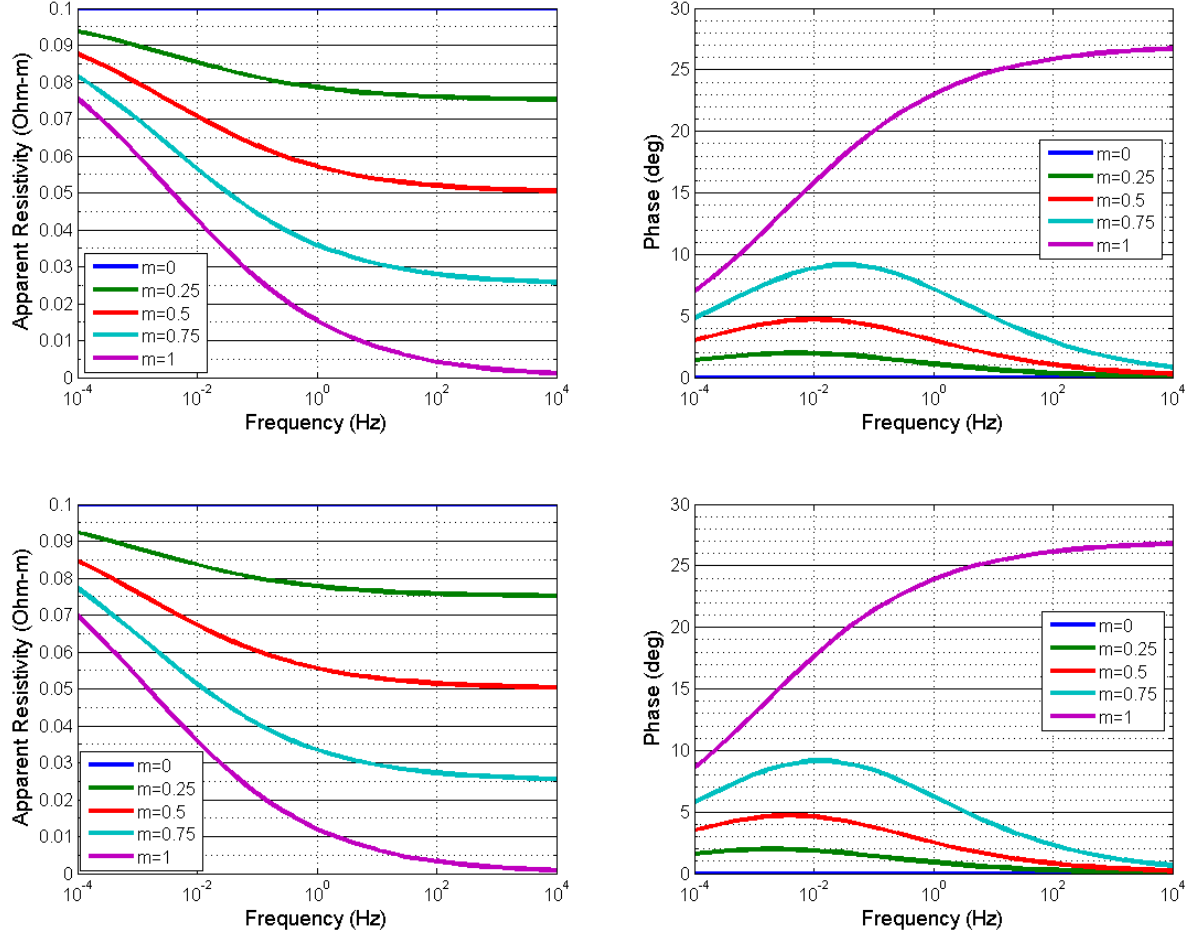 Apparent Resistivity (Ohm-m)
0.1
0.09
0.08
0.07
0.06
0.05
0.04
0.03
0.02
0.01
0
m=0
m=0.25
m=0.5
m=0.75
m=1
10^-4
10^-2
10^0
10^2
10^4
Frequency (Hz)
Phase (deg)
30
25
20
15
10
5
0
m=0
m=0.25
m=0.5
m=0.75
m=1
10^-4
10^-2
10^0
10^2
10^4
Frequency (Hz)
Apparent Resistivity (Ohm-m)
0.1
0.09
0.08
0.07
0.06
0.05
0.04
0.03
0.02
0.01
0
m=0
m=0.25
m=0.5
m=0.75
m=1
10^-4
10^-2
10^0
10^2
10^4
Frequency (Hz)
Phase (deg)
30
25
20
15
10
5
0
m=0
m=0.25
m=0.5
m=0.75
m=1
10^-4
10^-2
10^0
10^2
10^4
Frequency (Hz)